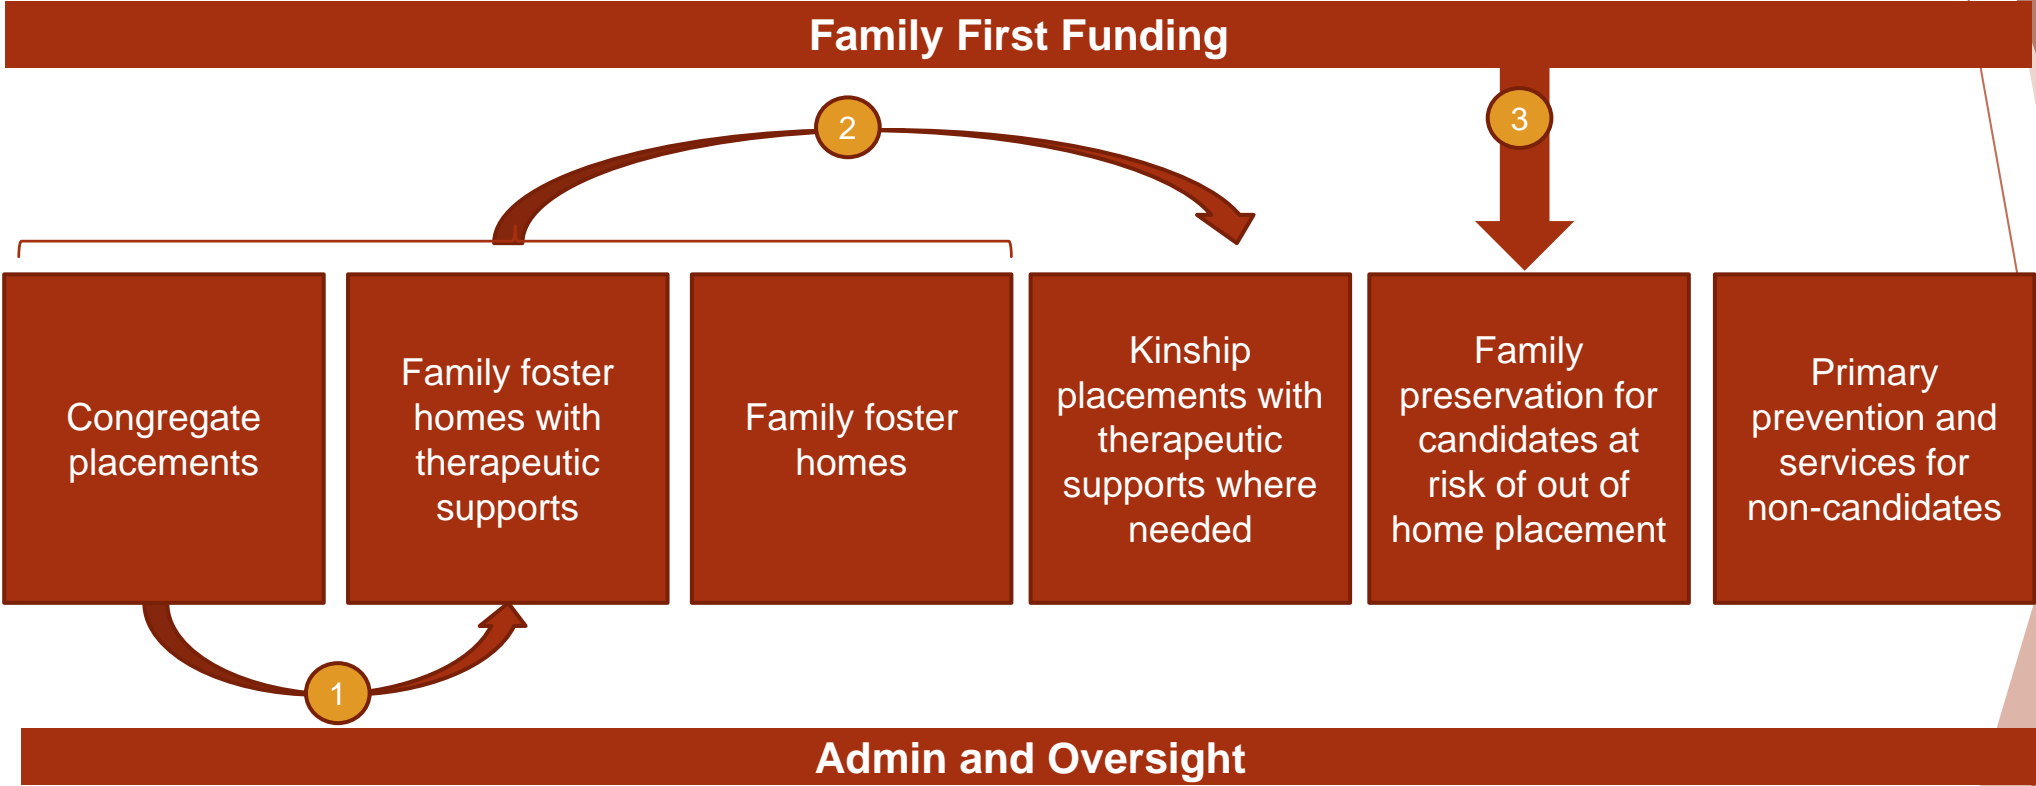 Family First Funding
2
3
Congregate
placements
Family foster
homes with
therapeutic
supports
Family foster
homes
Kinship
placements with
therapeutic
supports where
needed
Family
preservation for
candidates at
risk of out of
home placement
Primary
prevention and
services for
non-candidates
1
Admin and Oversight